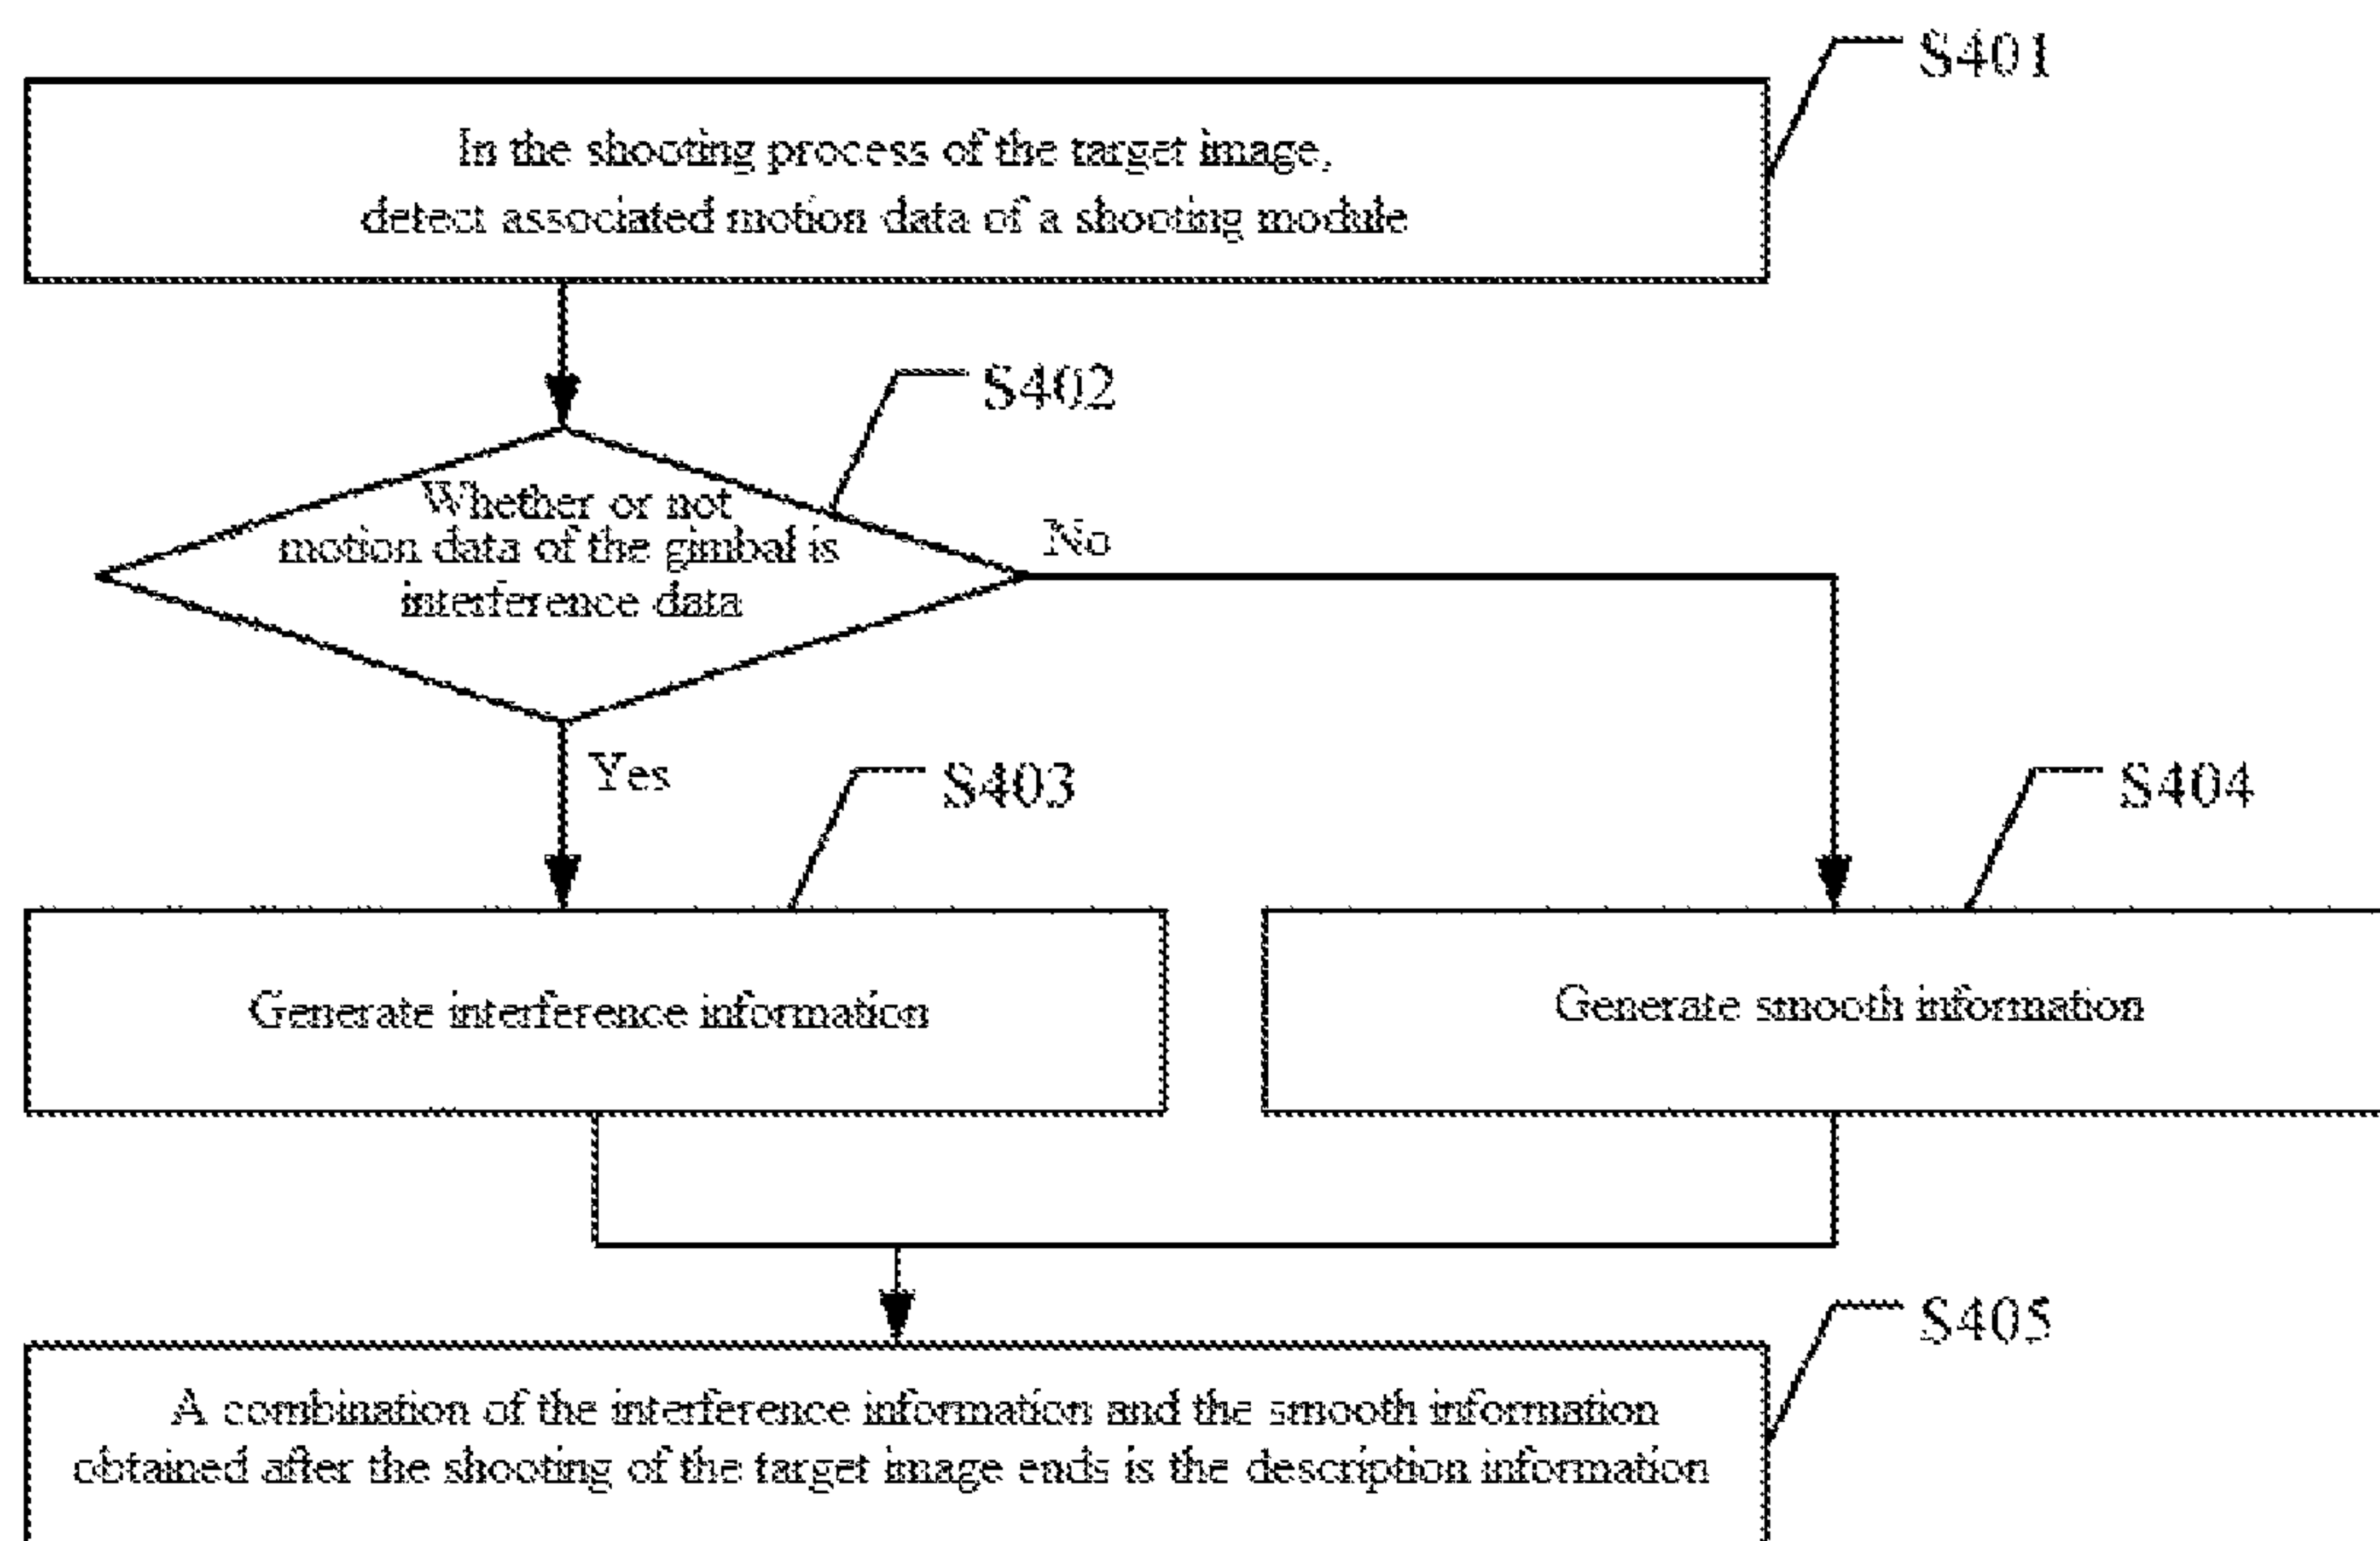 S401
In the shooting process of the target image,
detect associated motion data of a shooting module
S402
Whether or not
motion data of the gimbal is
interference data
No
Yes
S403
S404
Generate interference information
Generate smooth information
S405
A combination of the interference information and the smooth information
obtained after the shooting of the target image ends is the description information